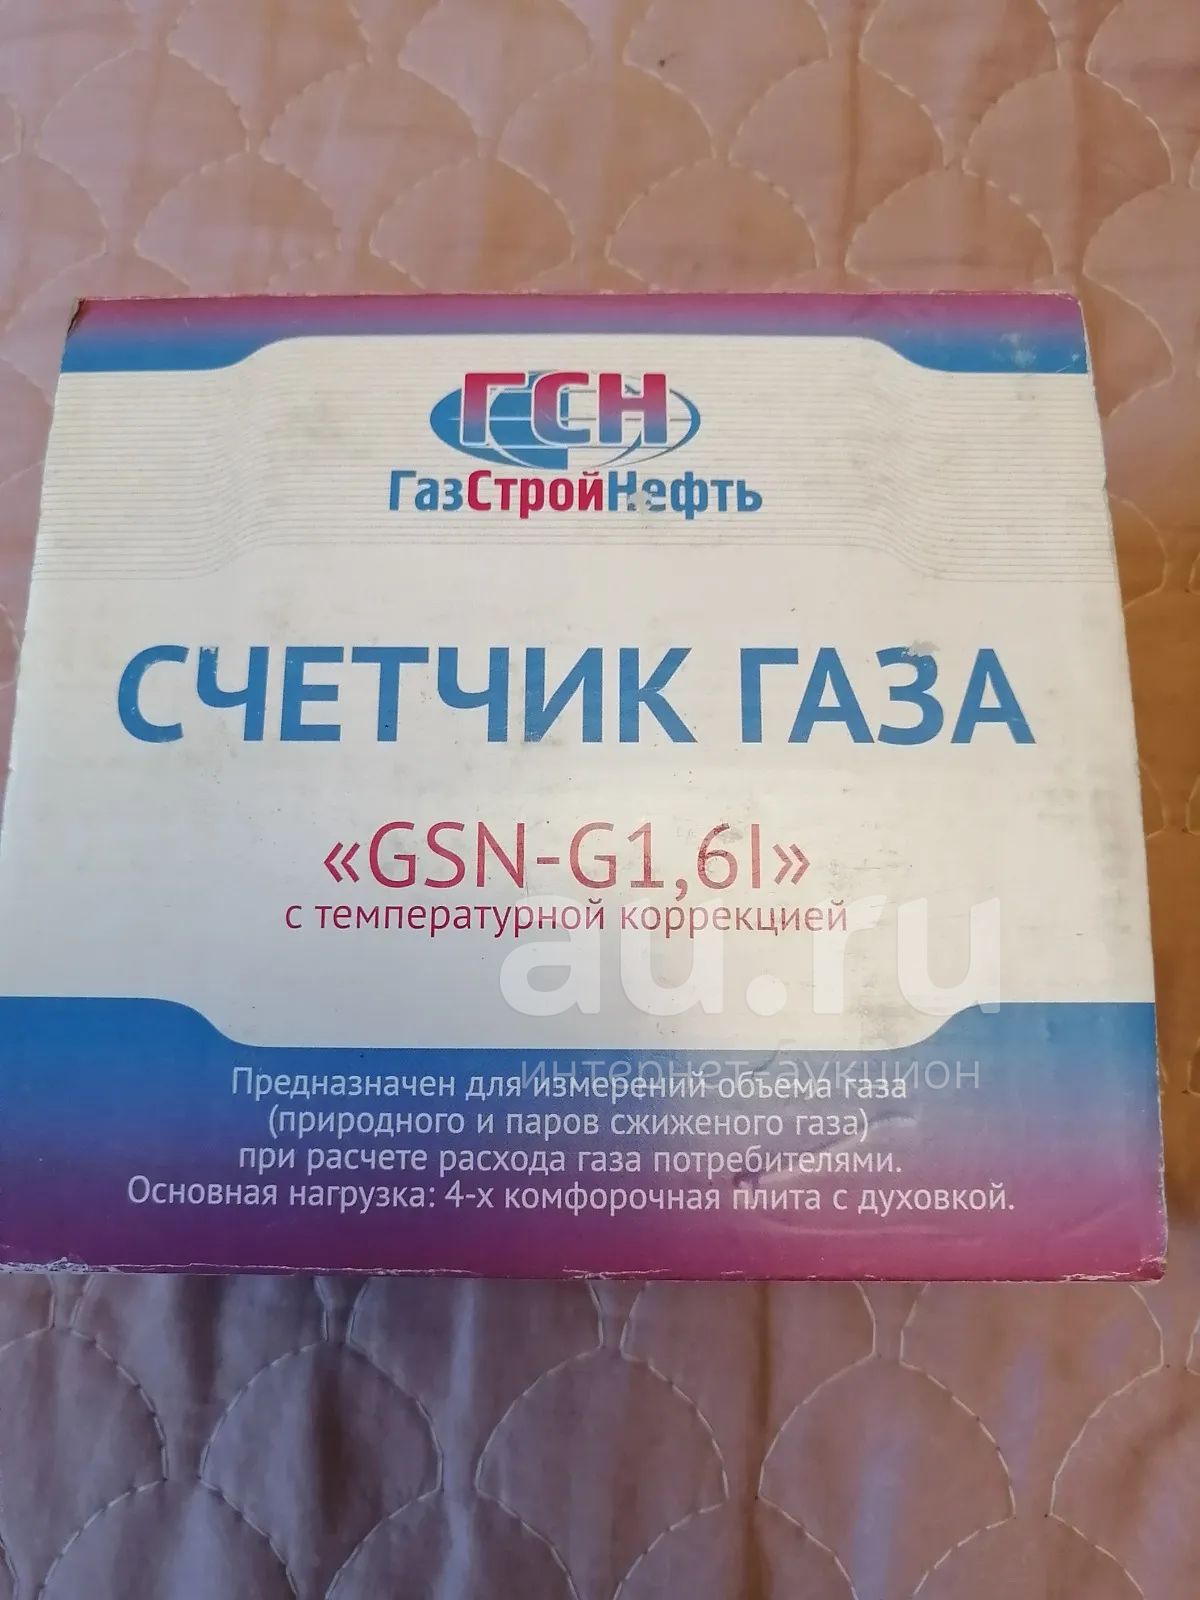 ГСН
ГазСтройНефть
СЧЕТЧИК ГАЗА
«GSN-G1,6I»
с температурной коррекцией
au.ru
интернет-аукцион
Предназначен для измерений объема газа
(природного и паров сжиженого газа)
при расчете расхода газа потребителями.
Основная нагрузка: 4-х комфорочная плита с духовкой.